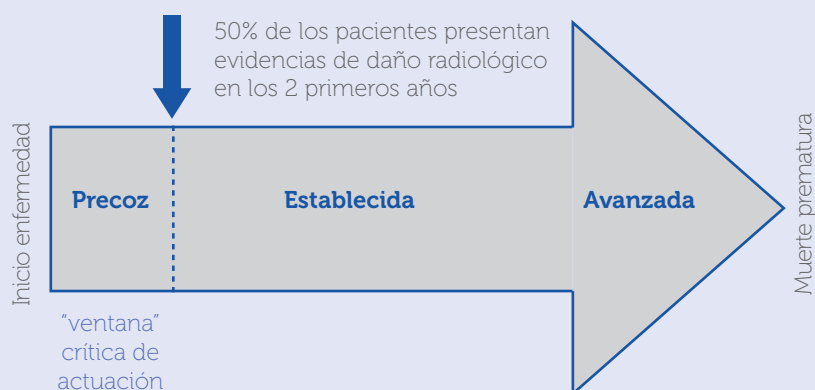 50% de los pacientes presentan
evidencias de daño radiológico
en los 2 primeros años
Inicio enfermedad
Precoz
Establecida
Avanzada
Muerte prematura
"ventana"
crítica de
actuación